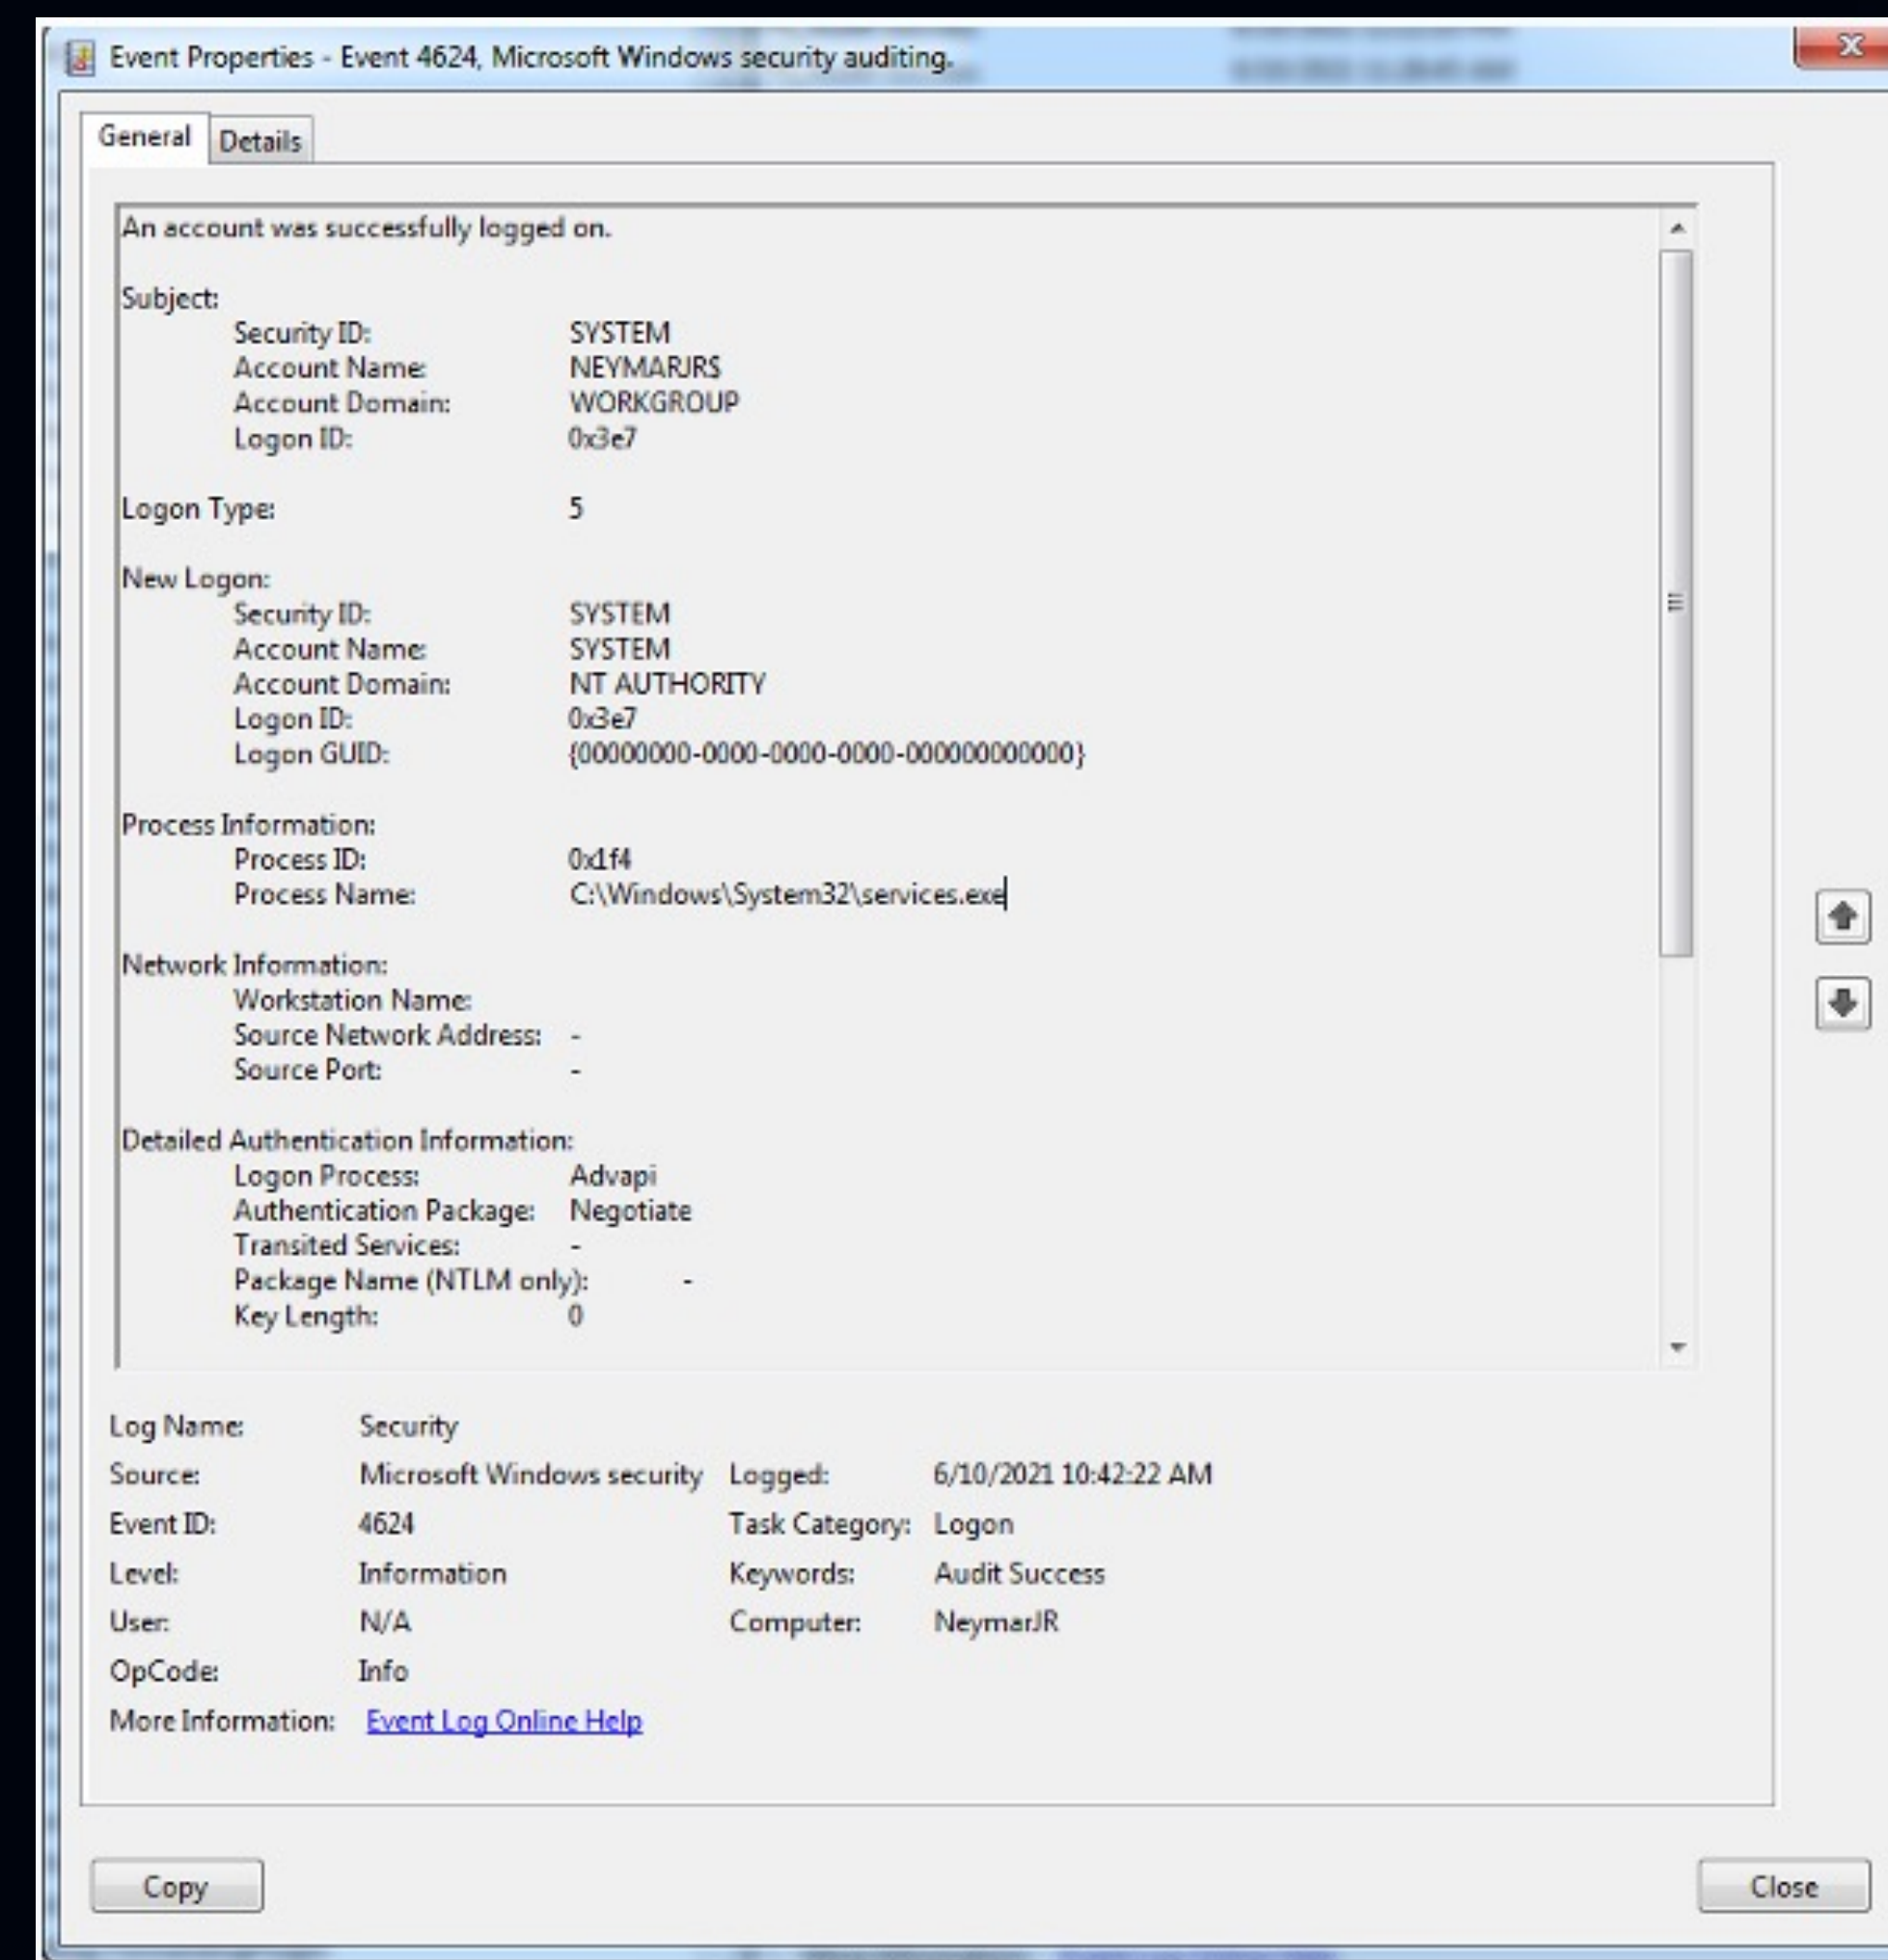 Event Properties - Event 4624, Microsoft Windows security auditing.
General Details
An account was successfully logged on.
Subject:
Security ID: SYSTEM
Account Name: NEYMARJR$
Account Domain: WORKGROUP
Logon ID: 0x3e7
Logon Type: 5
New Logon:
Security ID: SYSTEM
Account Name: SYSTEM
Account Domain: NT AUTHORITY
Logon ID: 0x3e7
Logon GUID: {00000000-0000-0000-0000-000000000000}
Process Information:
Process ID: 0x1f4
Process Name: C:\Windows\System32\services.exe
Network Information:
Workstation Name:
Source Network Address: -
Source Port: -
Detailed Authentication Information:
Logon Process: Advapi
Authentication Package: Negotiate
Transited Services: -
Package Name (NTLM only): -
Key Length: 0
Log Name: Security
Source: Microsoft Windows security Logged: 6/10/2021 10:42:22 AM
Event ID: 4624 Task Category: Logon
Level: Information Keywords: Audit Success
User: N/A Computer: NeymarJR
OpCode: Info
More Information: Event Log Online Help
Copy Close